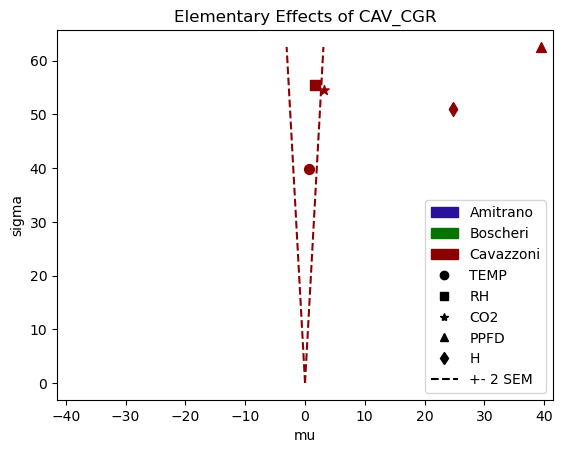 Elementary Effects of CAV_CGR
sigma
60
50
40
30
20
10
0
−40 −30 −20 −10 0 10 20 30 40
mu
Amitrano
Boscheri
Cavazzoni
TEMP
RH
CO2
PPFD
H
+- 2 SEM